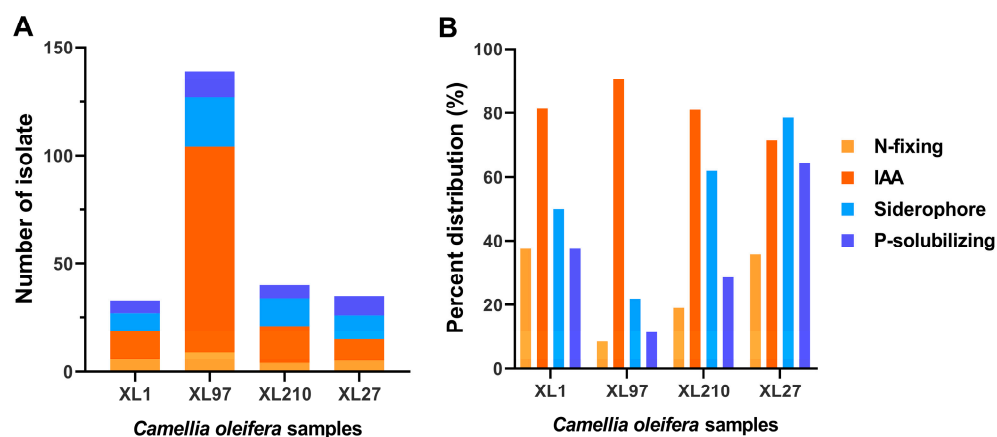 A
Number of isolate
150
100
50
0
XL1 XL97 XL210 XL27
Camellia oleifera samples
B
Percent distribution (%)
100
80
60
40
20
0
XL1 XL97 XL210 XL27
Camellia oleifera samples
N-fixing
IAA
Siderophore
P-solubilizing